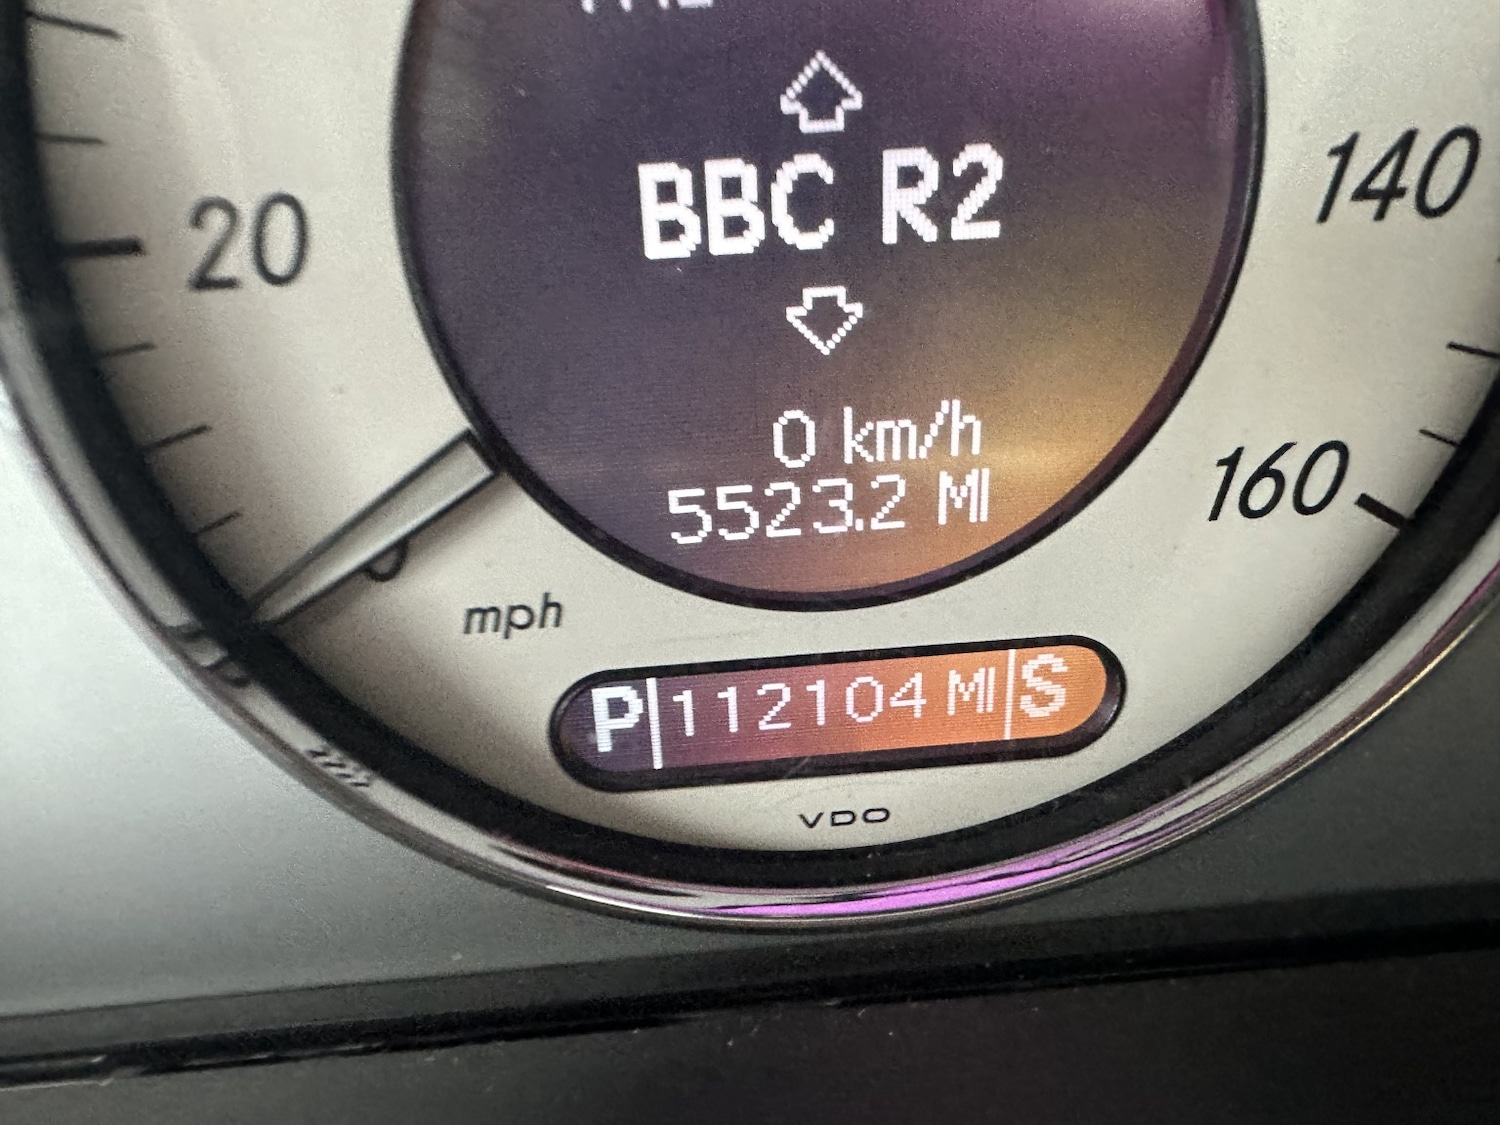 BBC R2
20
140
0 km/h
5523.2 MI
160
mph
P 112104 MI S
VDO